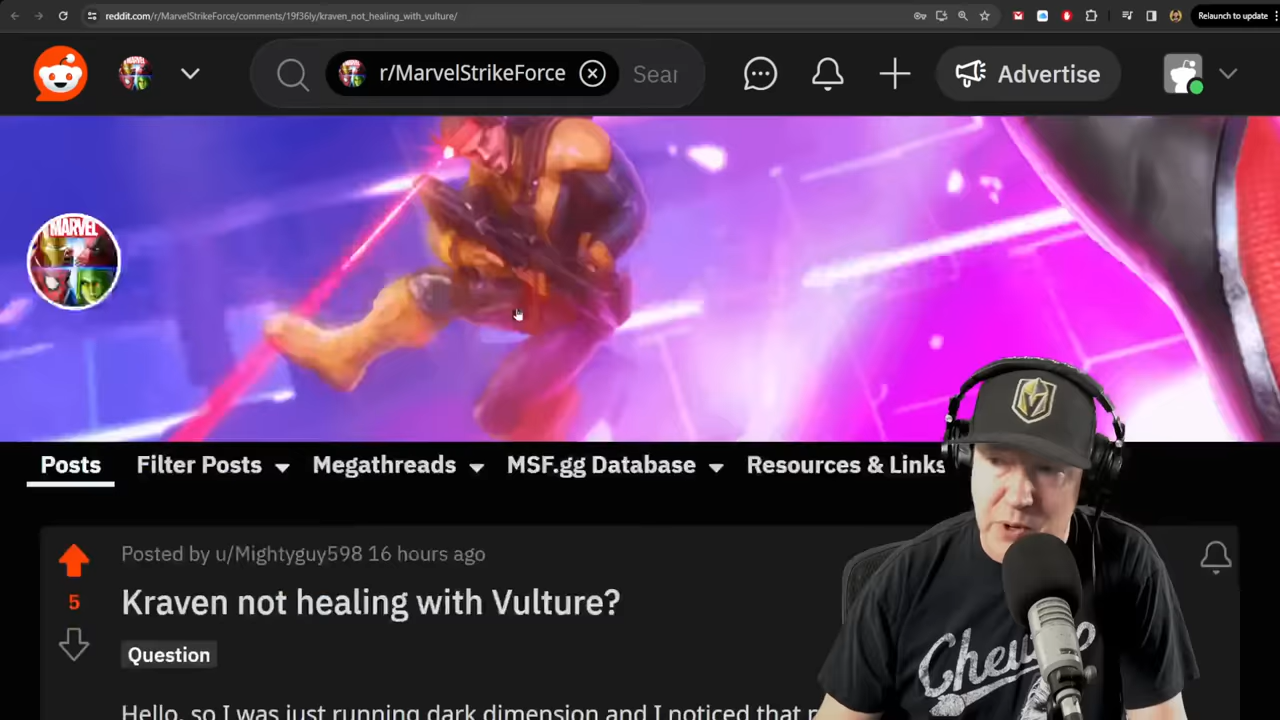 reddit.com/r/MarvelStrikeForce/comments/19f36ly/kraven_not_healing_with_vulture/
Relaunch to update
r/MarvelStrikeForce
Sear
Advertise
MARVEL
Posts
Filter Posts
Megathreads
MSF.gg Database
Resources & Links
Posted by u/Mightyguy598 16 hours ago
5
Kraven not healing with Vulture?
Question
Hello, so I was just running dark dimension and I noticed that